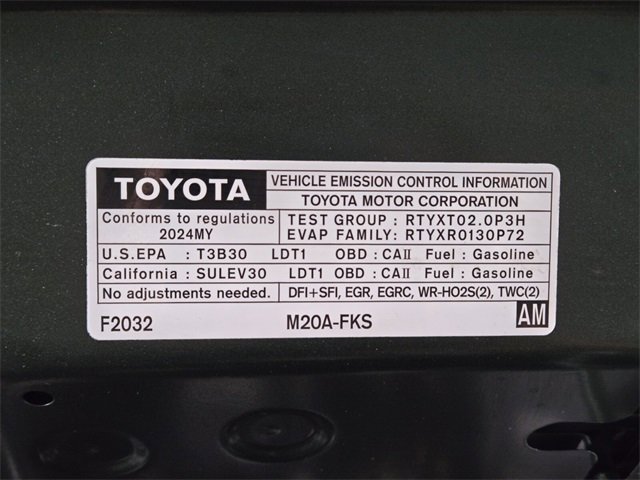 TOYOTA
VEHICLE EMISSION CONTROL INFORMATION
TOYOTA MOTOR CORPORATION
Conforms to regulations
2024MY
TEST GROUP : RTYXT02.0P3H
EVAP FAMILY: RTYXR0130P72
U.S.EPA : T3B30 LDT1 OBD : CAII Fuel : Gasoline
California : SULEV30 LDT1 OBD : CAII Fuel : Gasoline
No adjustments needed. DFI+SFI, EGR, EGRC, WR-HO2S(2), TWC(2)
F2032 M20A-FKS AM